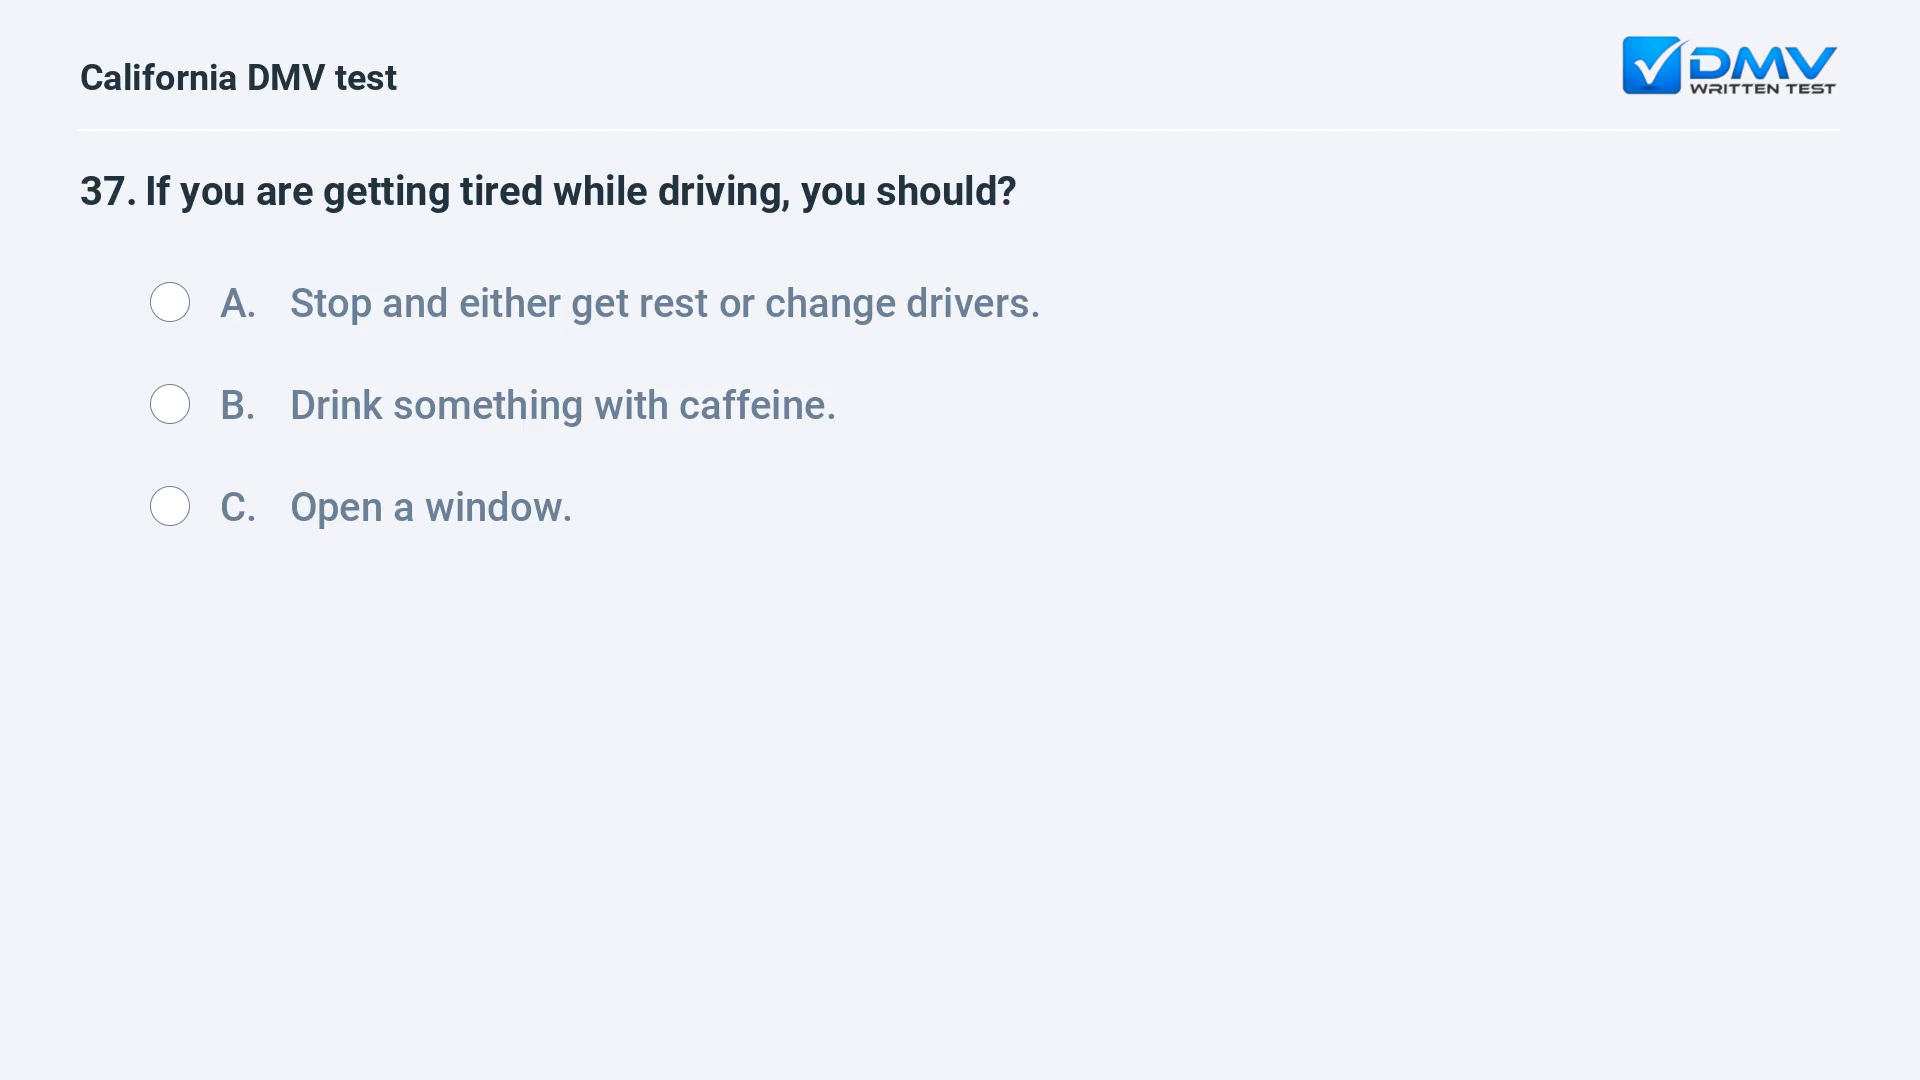 California DMV test
DMV
WRITTEN TEST
37. If you are getting tired while driving, you should?
A. Stop and either get rest or change drivers.
B. Drink something with caffeine.
C. Open a window.